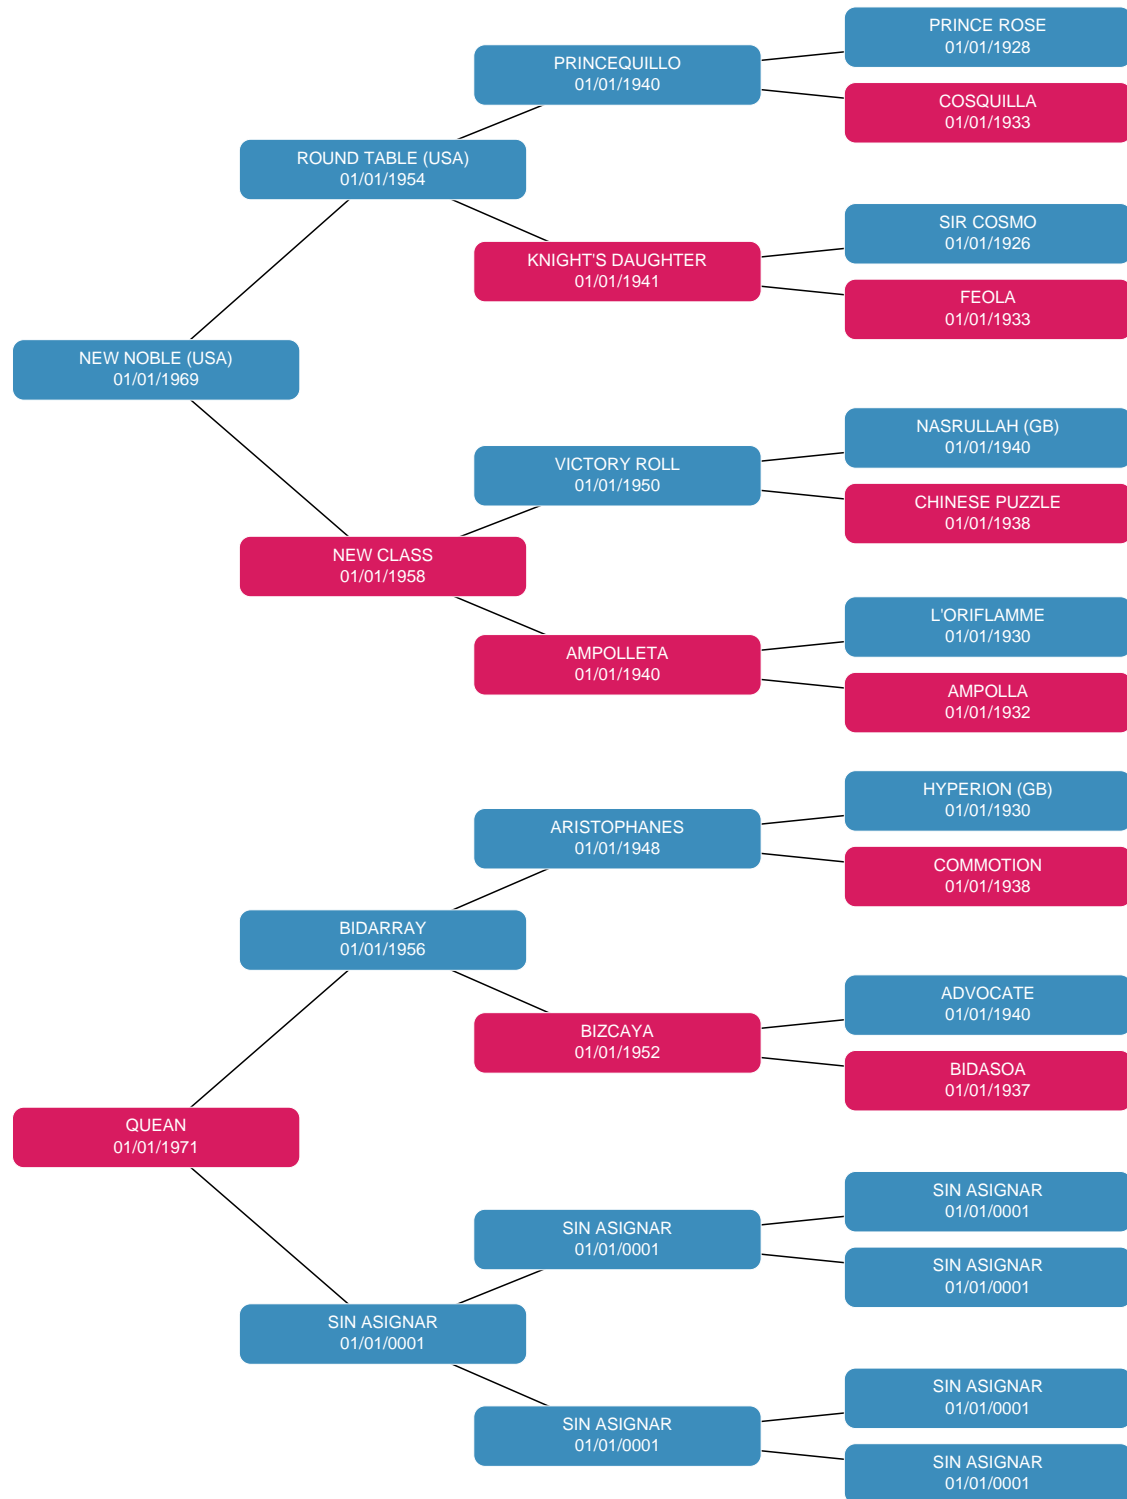 PRINCE ROSE
01/01/1928
PRINCEQUILLO
01/01/1940
COSQUILLA
01/01/1933
ROUND TABLE (USA)
01/01/1954
SIR COSMO
01/01/1926
KNIGHT'S DAUGHTER
01/01/1941
FEOLA
01/01/1933
NEW NOBLE (USA)
01/01/1969
NASRULLAH (GB)
01/01/1940
VICTORY ROLL
01/01/1950
CHINESE PUZZLE
01/01/1938
NEW CLASS
01/01/1958
L'ORIFLAMME
01/01/1930
AMPOLLETA
01/01/1940
AMPOLLA
01/01/1932
HYPERION (GB)
01/01/1930
ARISTOPHANES
01/01/1948
COMMOTION
01/01/1938
BIDARRAY
01/01/1956
ADVOCATE
01/01/1940
BIZCAYA
01/01/1952
BIDASOA
01/01/1937
QUEAN
01/01/1971
SIN ASIGNAR
01/01/0001
SIN ASIGNAR
01/01/0001
SIN ASIGNAR
01/01/0001
SIN ASIGNAR
01/01/0001
SIN ASIGNAR
01/01/0001
SIN ASIGNAR
01/01/0001
SIN ASIGNAR
01/01/0001